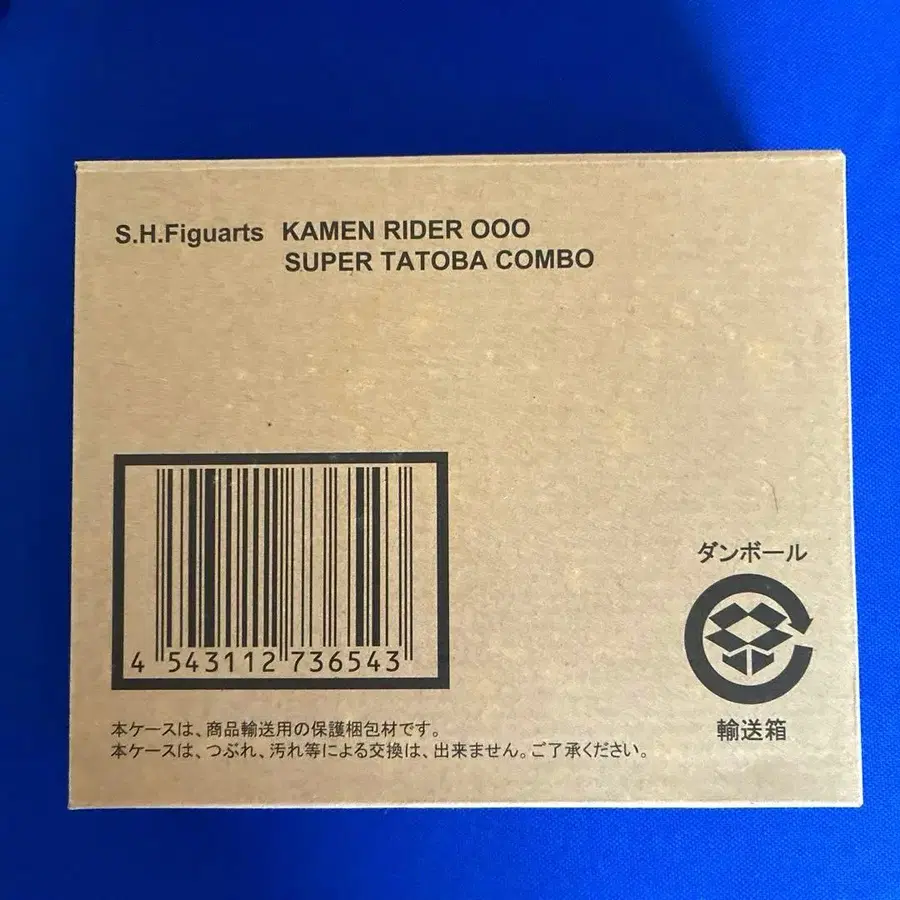 S.H.Figuarts KAMEN RIDER OOO
SUPER TATOBA COMBO
4 543112 736543
ダンボール
輸送箱
本ケースは、商品輸送用の保護梱包材です。
本ケースは、つぶれ、汚れ等による交換は、出来ません。ご了承ください。